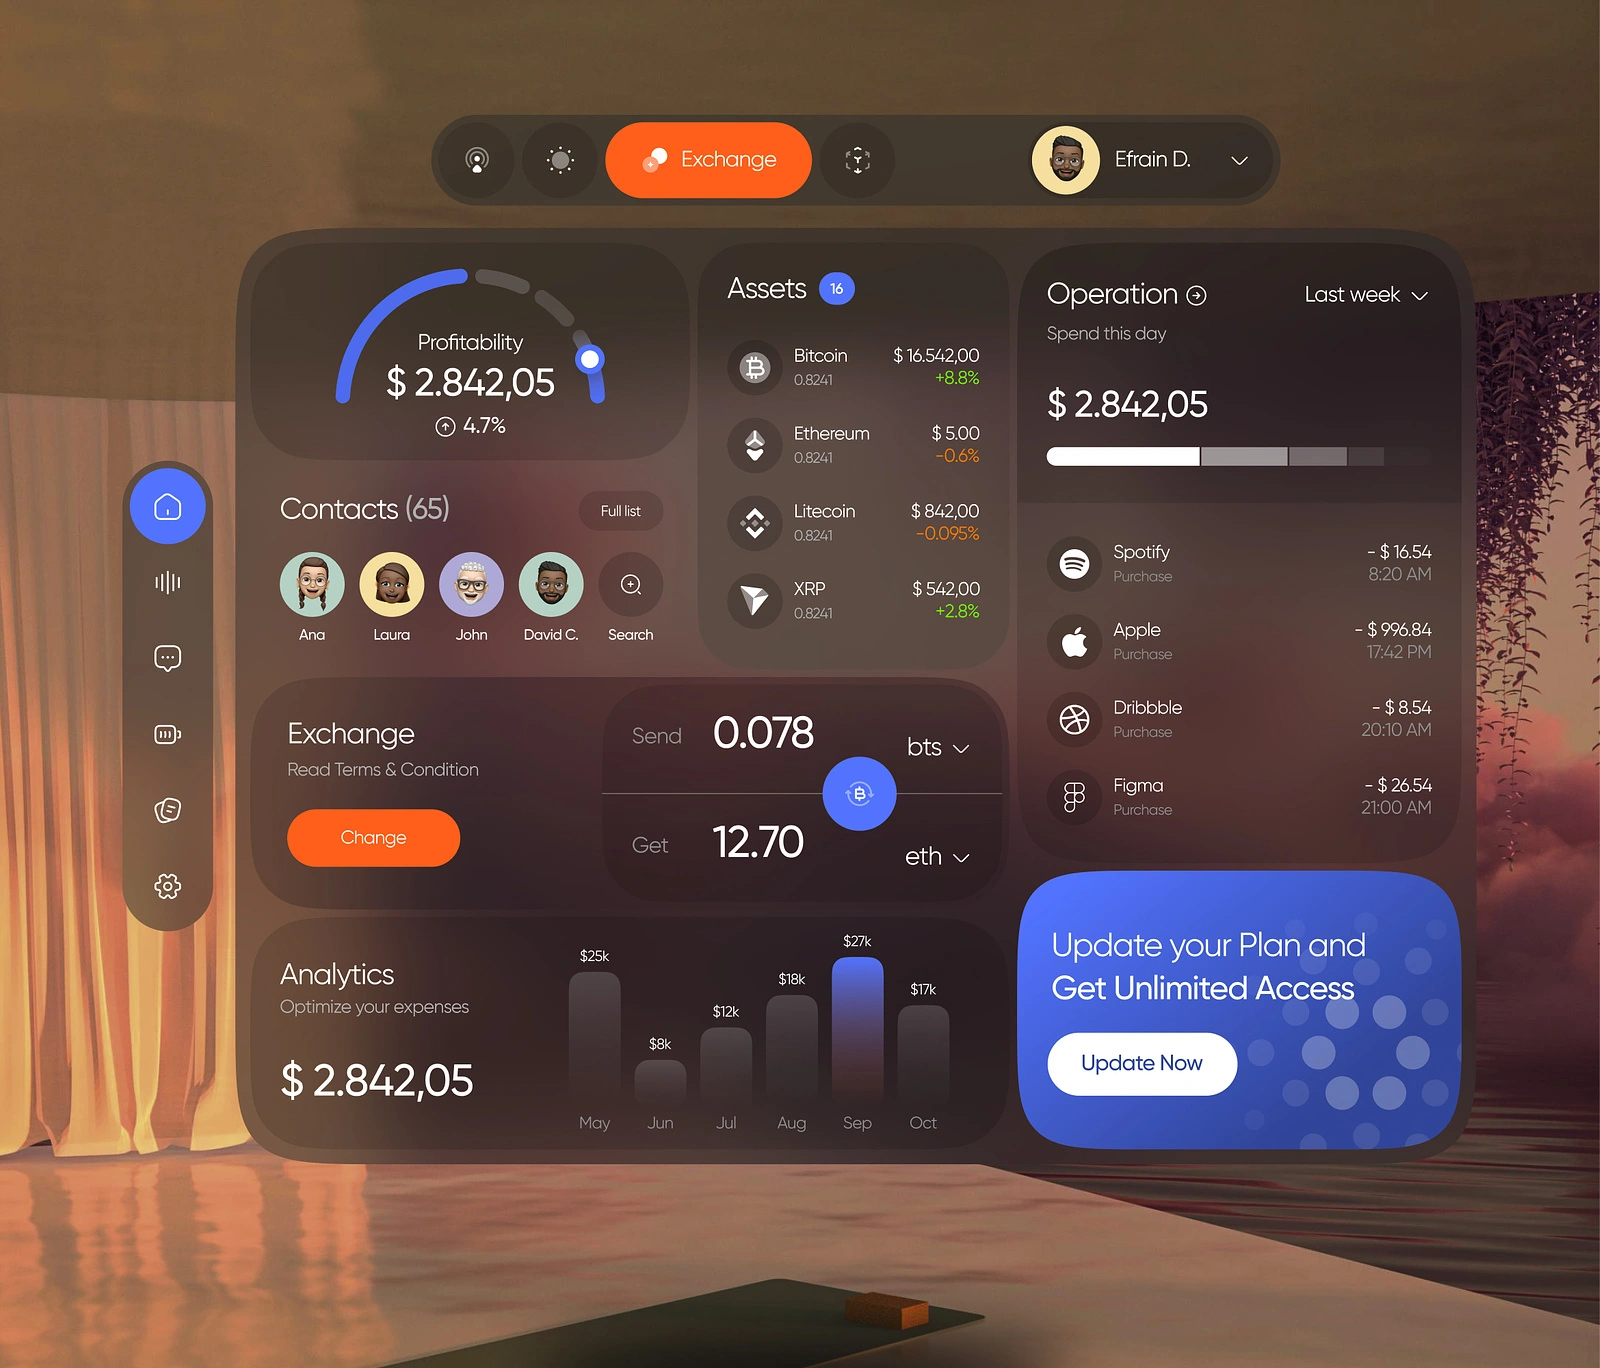 Exchange
Efrain D.
Profitability
$ 2.842,05
4.7%
Contacts (65)
Full list
Ana
Laura
John
David C.
Search
Assets 16
Bitcoin $ 16.542,00
0.8241 +8.8%
Ethereum $ 5.00
0.8241 -0.6%
Litecoin $ 842,00
0.8241 -0.095%
XRP $ 542,00
0.8241 +2.8%
Operation
Last week
Spend this day
$ 2.842,05
Spotify - $ 16.54
Purchase 8:20 AM
Apple - $ 996.84
Purchase 17:42 PM
Dribbble - $ 8.54
Purchase 20:10 AM
Figma - $ 26.54
Purchase 21:00 AM
Exchange
Read Terms & Condition
Change
Send 0.078 bts
Get 12.70 eth
Analytics
Optimize your expenses
$ 2.842,05
$25k
$8k
$12k
$18k
$27k
$17k
May Jun Jul Aug Sep Oct
Update your Plan and
Get Unlimited Access
Update Now